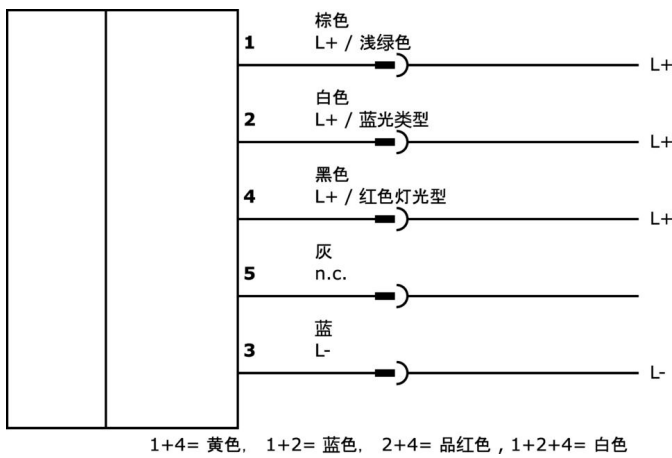 棕色
1 L+ / 浅绿色
L+
白色
2 L+ / 蓝光类型
L+
黑色
4 L+ / 红色灯光型
L+
灰
5 n.c.
蓝
3 L-
L-
1+4= 黄色, 1+2= 蓝色, 2+4= 品红色 , 1+2+4= 白色